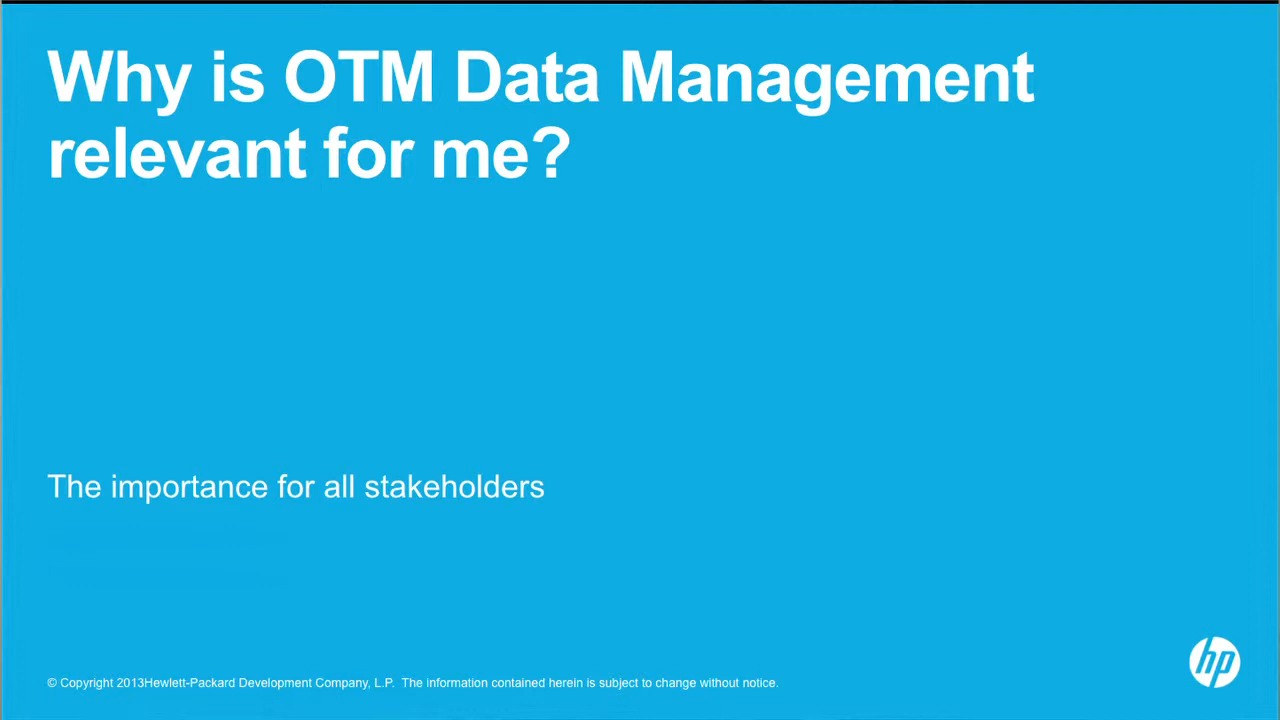 Why is OTM Data Management
relevant for me?
The importance for all stakeholders
© Copyright 2013Hewlett-Packard Development Company, L.P.  The information contained herein is subject to change without notice.
hp